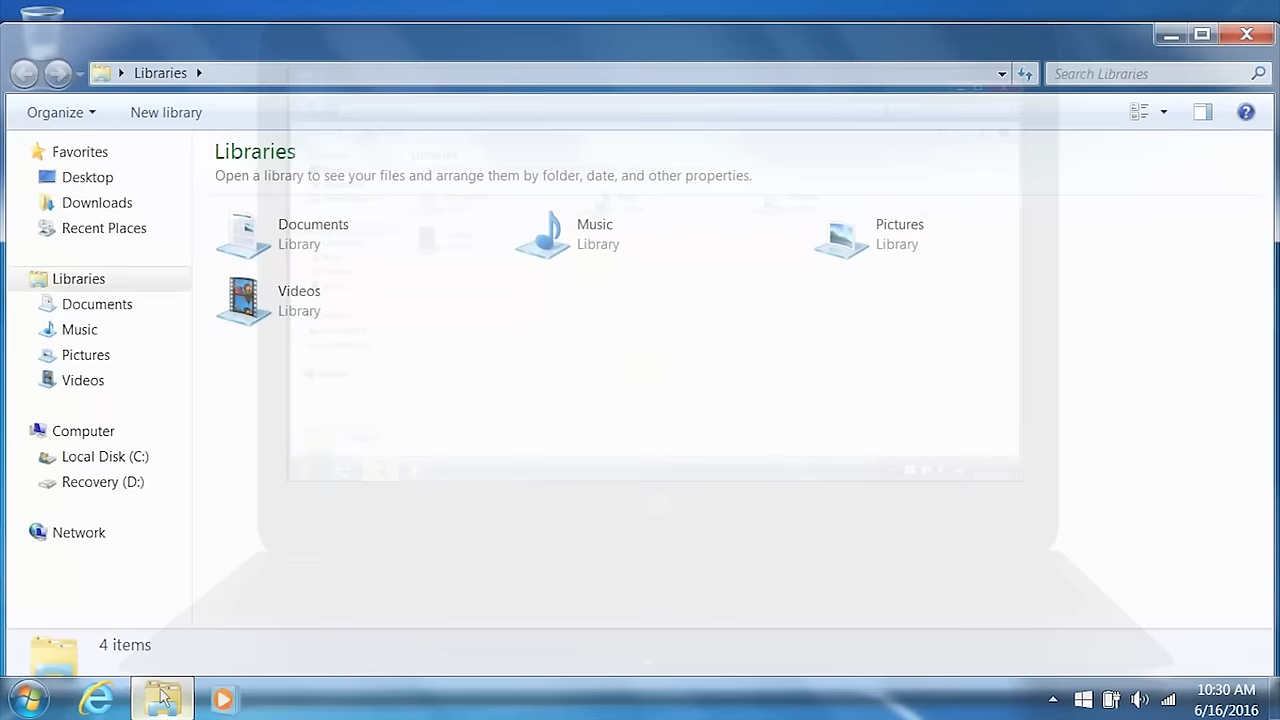 Libraries
Search Libraries
Organize
New library
Favorites
Desktop
Downloads
Recent Places
Libraries
Documents
Music
Pictures
Videos
Computer
Local Disk (C:)
Recovery (D:)
Network
Libraries
Open a library to see your files and arrange them by folder, date, and other properties.
Documents
Library
Music
Library
Pictures
Library
Videos
Library
4 items
10:30 AM
6/16/2016